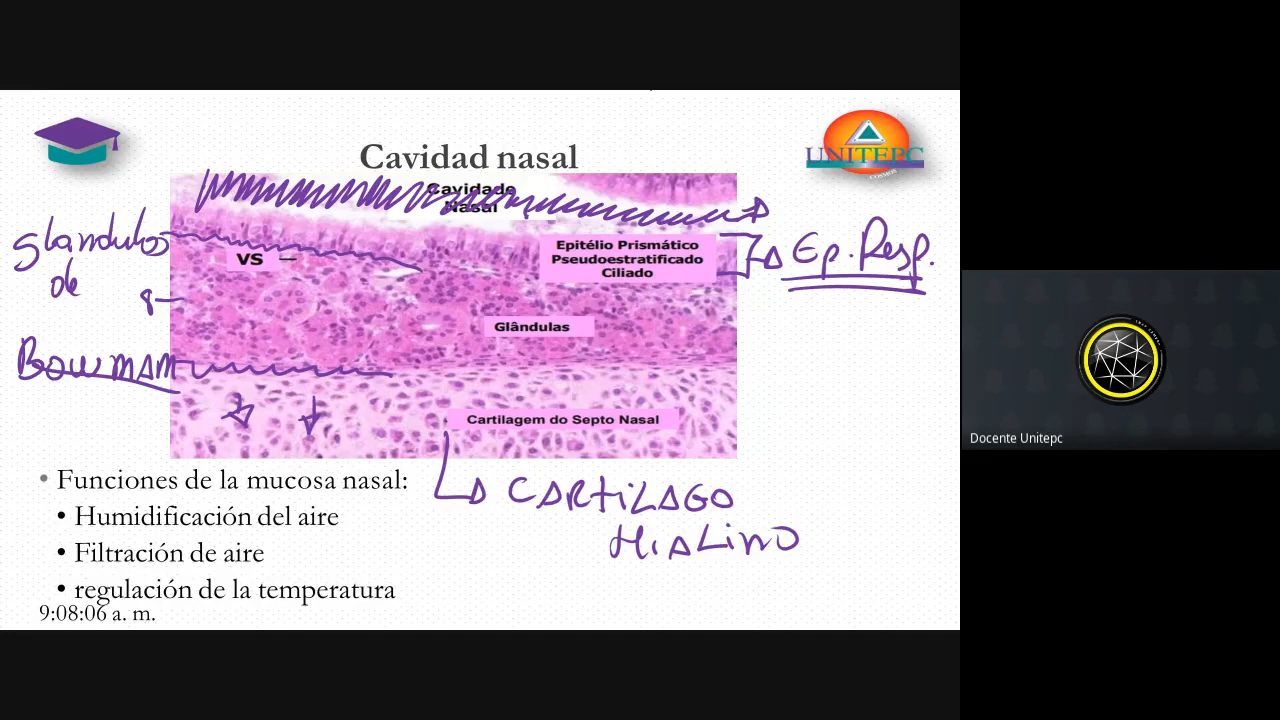 Cavidad nasal
UNITEPC
COSMOS
Cavidade
Nasal
Glandulas
de
Bowmam
VS
Epitélio Prismático
Pseudoestratificado
Ciliado
Ep. Resp.
Glândulas
Cartilagem do Septo Nasal
CARTILAGO
HIALINO
• Funciones de la mucosa nasal:
• Humidificación del aire
• Filtración de aire
• regulación de la temperatura
9:08:06 a. m.
Docente Unitepc